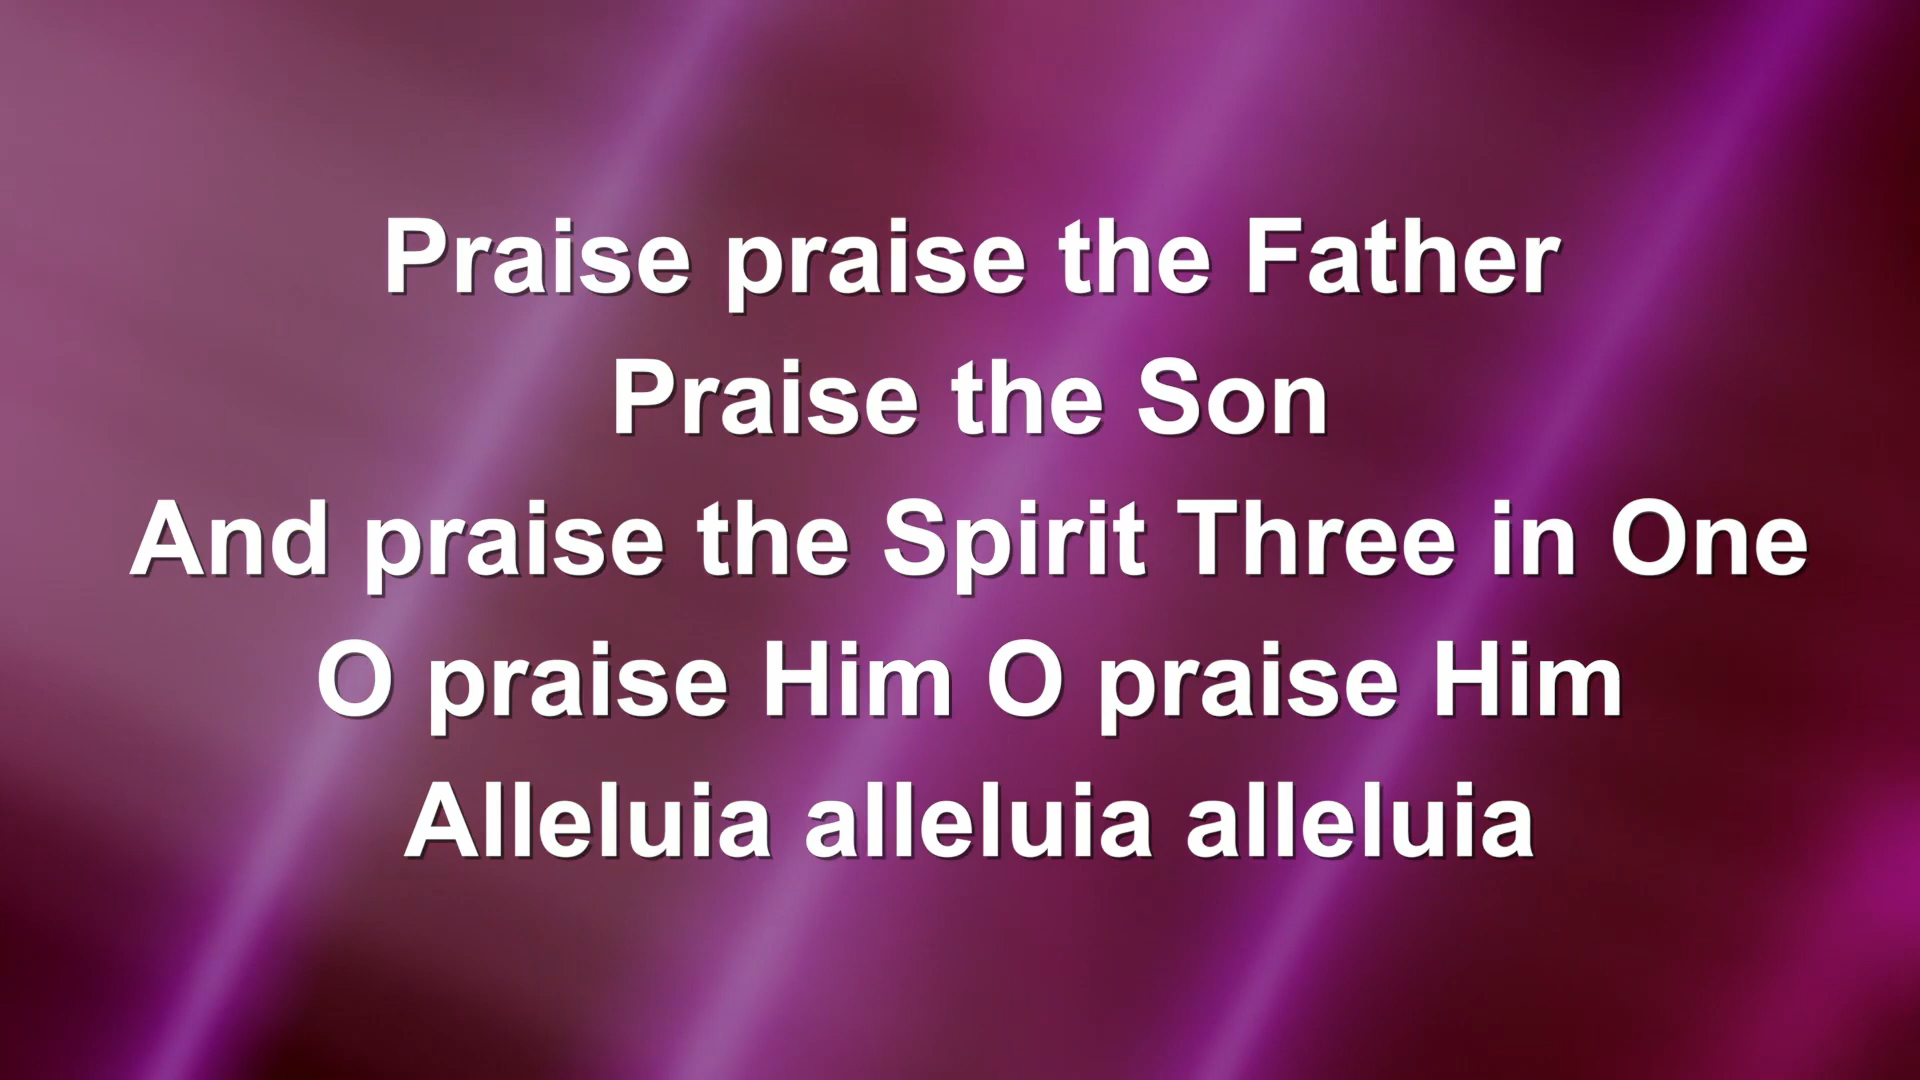 Praise praise the Father
Praise the Son
And praise the Spirit Three in One
O praise Him O praise Him
Alleluia alleluia alleluia